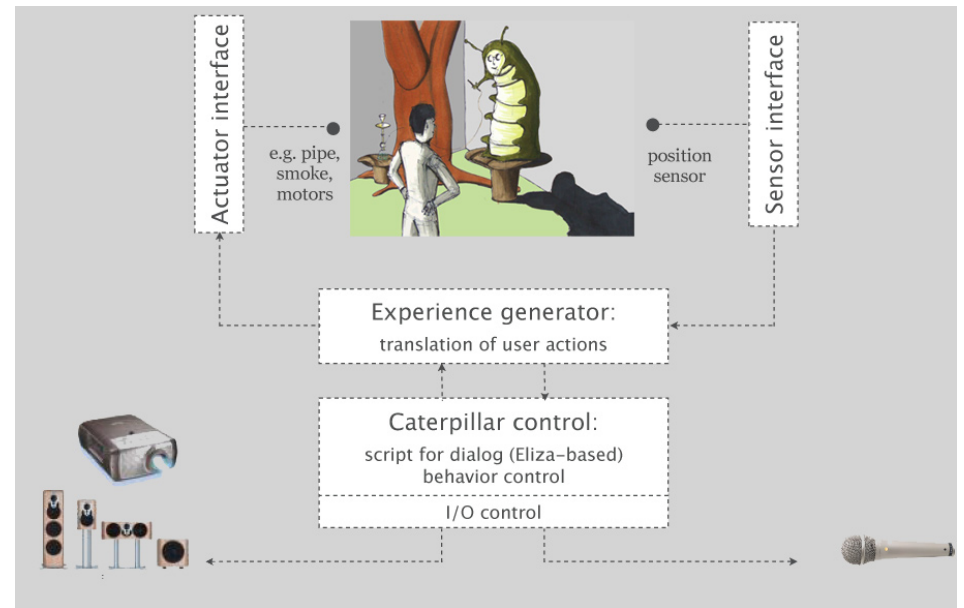 Actuator interface
e.g. pipe,
smoke,
motors
position
sensor
Sensor interface
Experience generator:
translation of user actions
Caterpillar control:
script for dialog (Eliza-based)
behavior control
I/O control